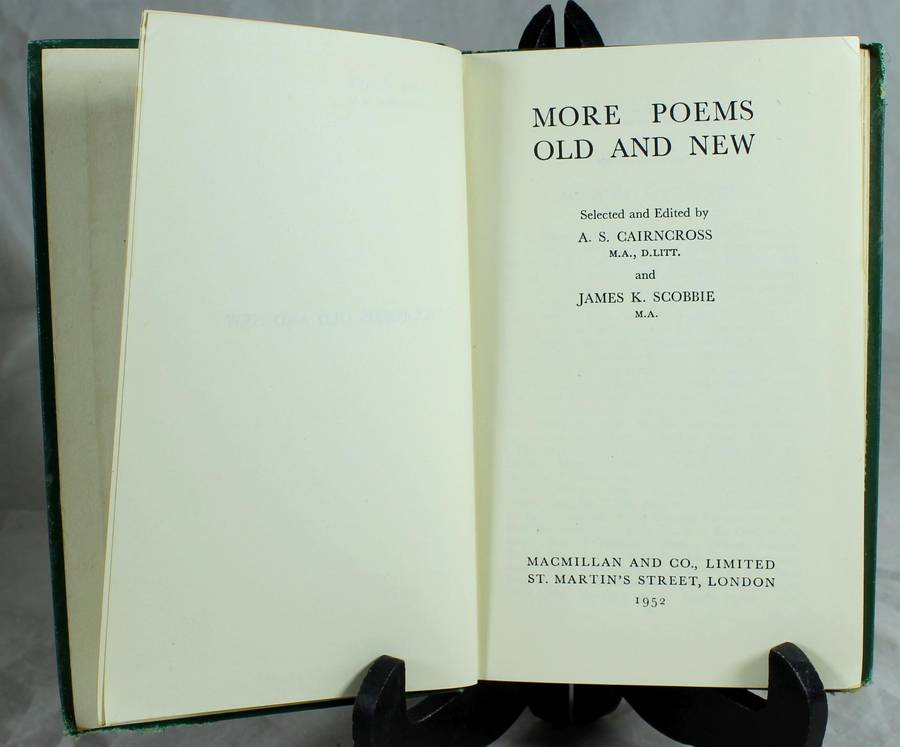 MORE POEMS
OLD AND NEW
Selected and Edited by
A. S. CAIRNCROSS
M.A., D.LITT.
and
JAMES K. SCOBBIE
M.A.
MACMILLAN AND CO., LIMITED
ST. MARTIN'S STREET, LONDON
1952